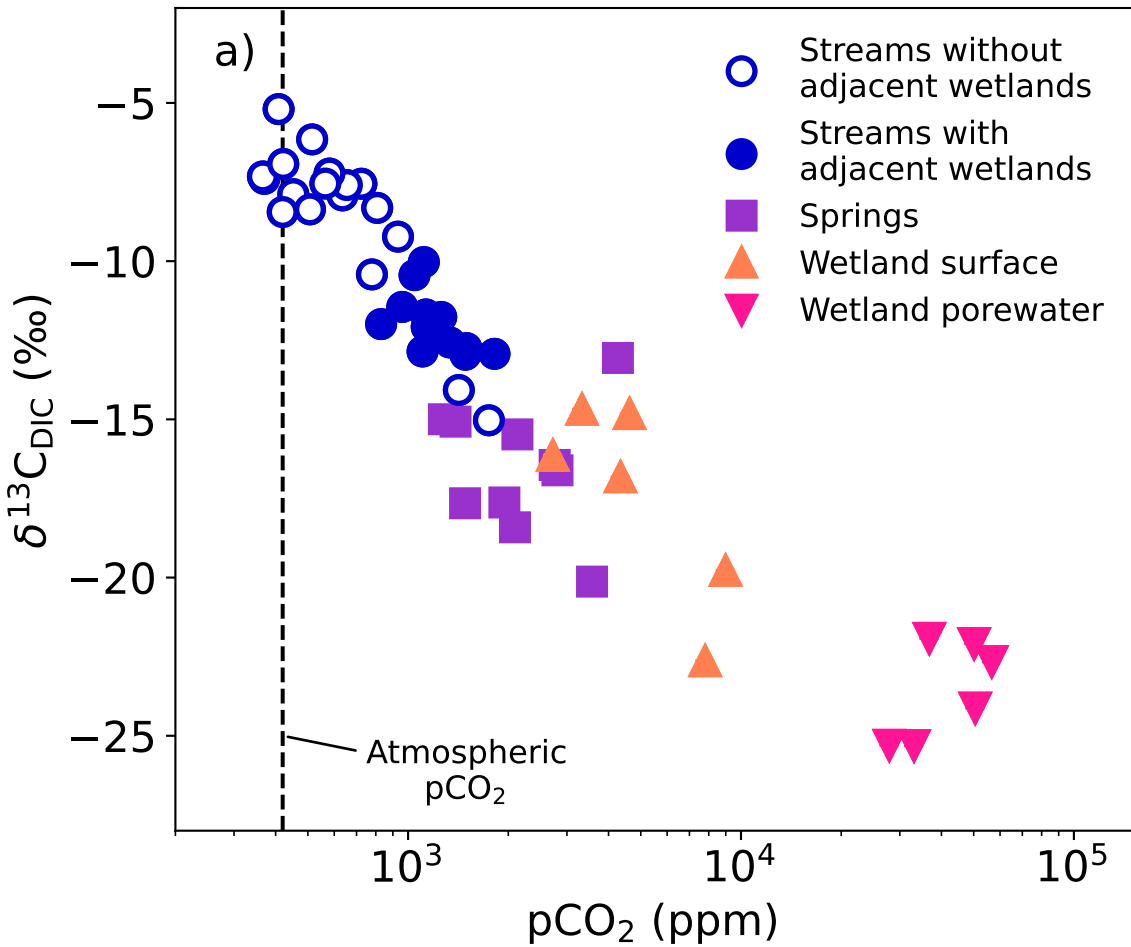 a)
Streams without
adjacent wetlands
Streams with
adjacent wetlands
Springs
Wetland surface
Wetland porewater
−5
−10
−15
−20
−25
δ¹³C_DIC (‰)
Atmospheric
pCO₂
10³ 10⁴ 10⁵
pCO₂ (ppm)